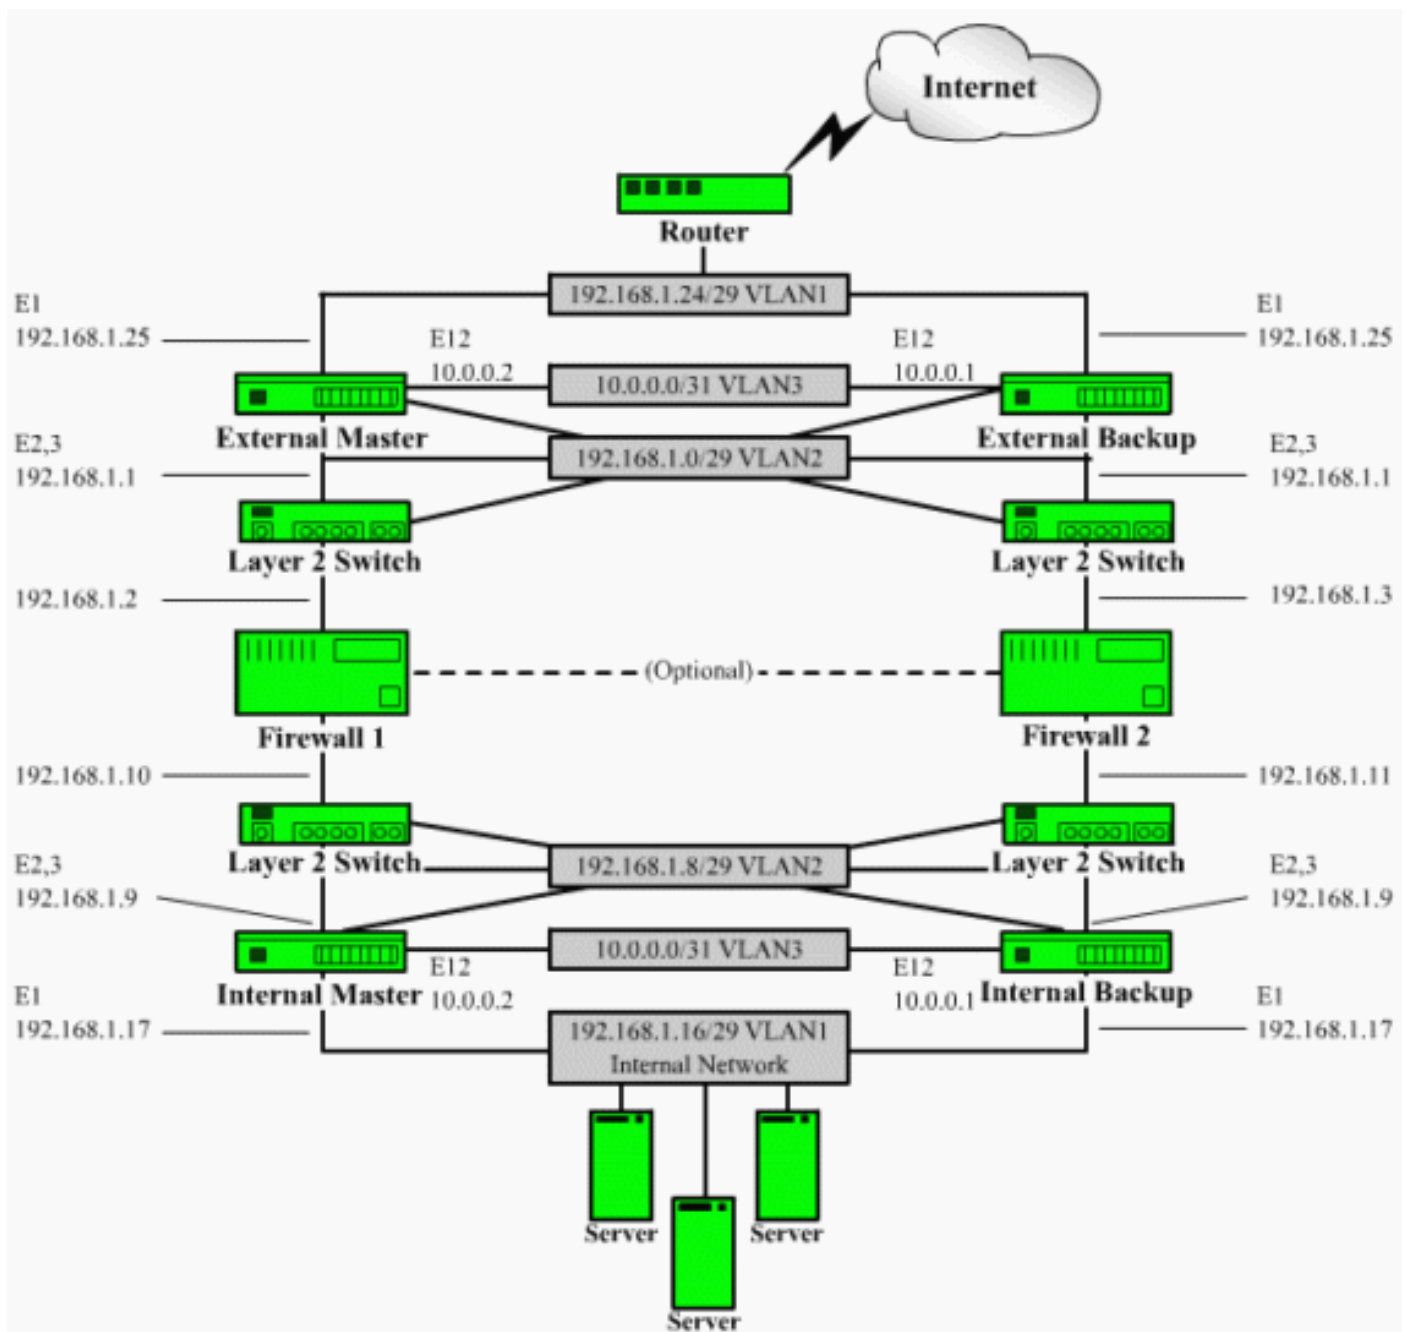 Internet
Router
192.168.1.24/29 VLAN1
E1
192.168.1.25
E1
192.168.1.25
E12
10.0.0.2
E12
10.0.0.1
10.0.0.0/31 VLAN3
External Master
External Backup
E2,3
192.168.1.1
192.168.1.0/29 VLAN2
E2,3
192.168.1.1
Layer 2 Switch
Layer 2 Switch
192.168.1.2
192.168.1.3
(Optional)
Firewall 1
Firewall 2
192.168.1.10
192.168.1.11
Layer 2 Switch
192.168.1.8/29 VLAN2
Layer 2 Switch
E2,3
192.168.1.9
E2,3
192.168.1.9
10.0.0.0/31 VLAN3
E12
10.0.0.2
E12
10.0.0.1
Internal Master
Internal Backup
E1
192.168.1.17
E1
192.168.1.17
192.168.1.16/29 VLAN1
Internal Network
Server
Server
Server